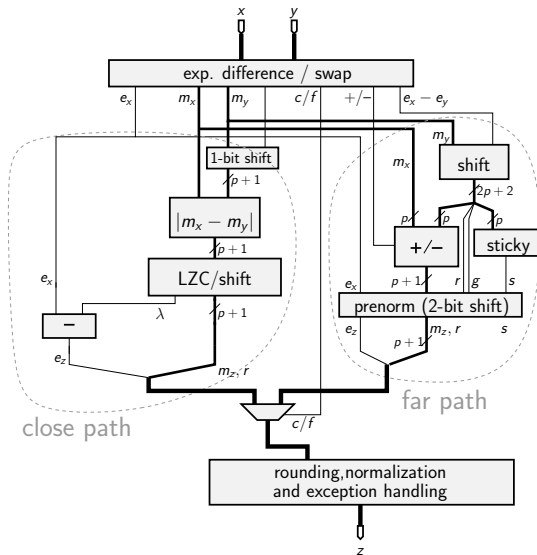 x y
exp. difference / swap
e_x m_x m_y c/f +/− e_x − e_y
m_y
1-bit shift
m_x
shift
p + 1
2p + 2
|m_x − m_y|
p p p
+/−
sticky
p + 1
LZC/shift
e_x
p + 1
e_x r g s
λ
p + 1
prenorm (2-bit shift)
−
e_z m_z, r s
p + 1
e_z
m_z, r
far path
close path
c/f
rounding,normalization
and exception handling
z